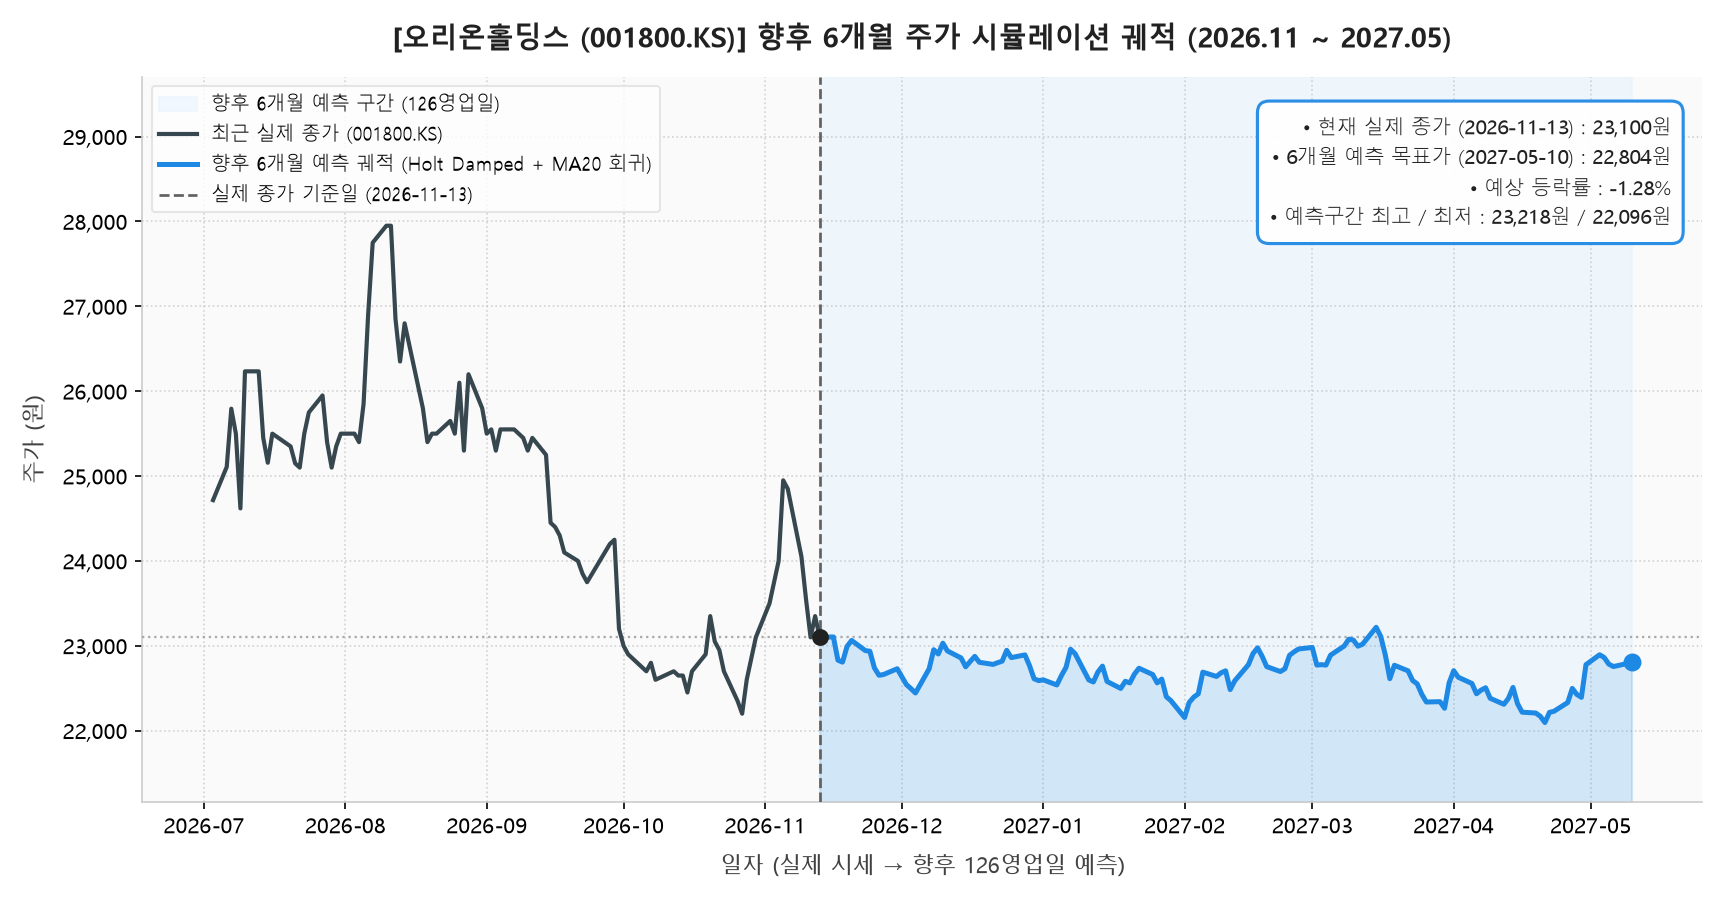 [오리온홀딩스 (001800.KS)] 향후 6개월 주가 시뮬레이션 궤적 (2026.11 ~ 2027.05)
향후 6개월 예측 구간 (126영업일)
최근 실제 종가 (001800.KS)
향후 6개월 예측 궤적 (Holt Damped + MA20 회귀)
실제 종가 기준일 (2026-11-13)
• 현재 실제 종가 (2026-11-13) : 23,100원
• 6개월 예측 목표가 (2027-05-10) : 22,804원
• 예상 등락률 : -1.28%
• 예측구간 최고 / 최저 : 23,218원 / 22,096원
주가 (원)
29,000
28,000
27,000
26,000
25,000
24,000
23,000
22,000
2026-07 2026-08 2026-09 2026-10 2026-11 2026-12 2027-01 2027-02 2027-03 2027-04 2027-05
일자 (실제 시세 → 향후 126영업일 예측)